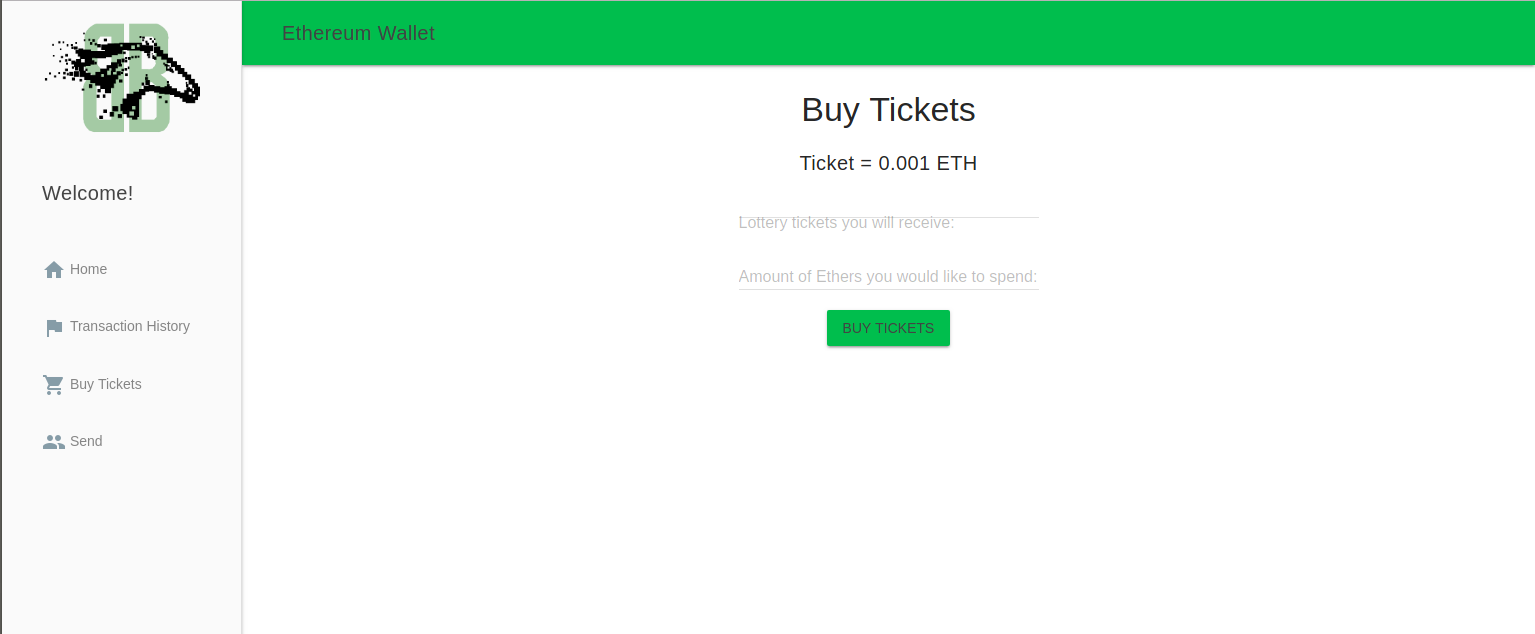 Welcome!
Home
Transaction History
Buy Tickets
Send
Ethereum Wallet
Buy Tickets
Ticket = 0.001 ETH
Lottery tickets you will receive:
Amount of Ethers you would like to spend:
BUY TICKETS